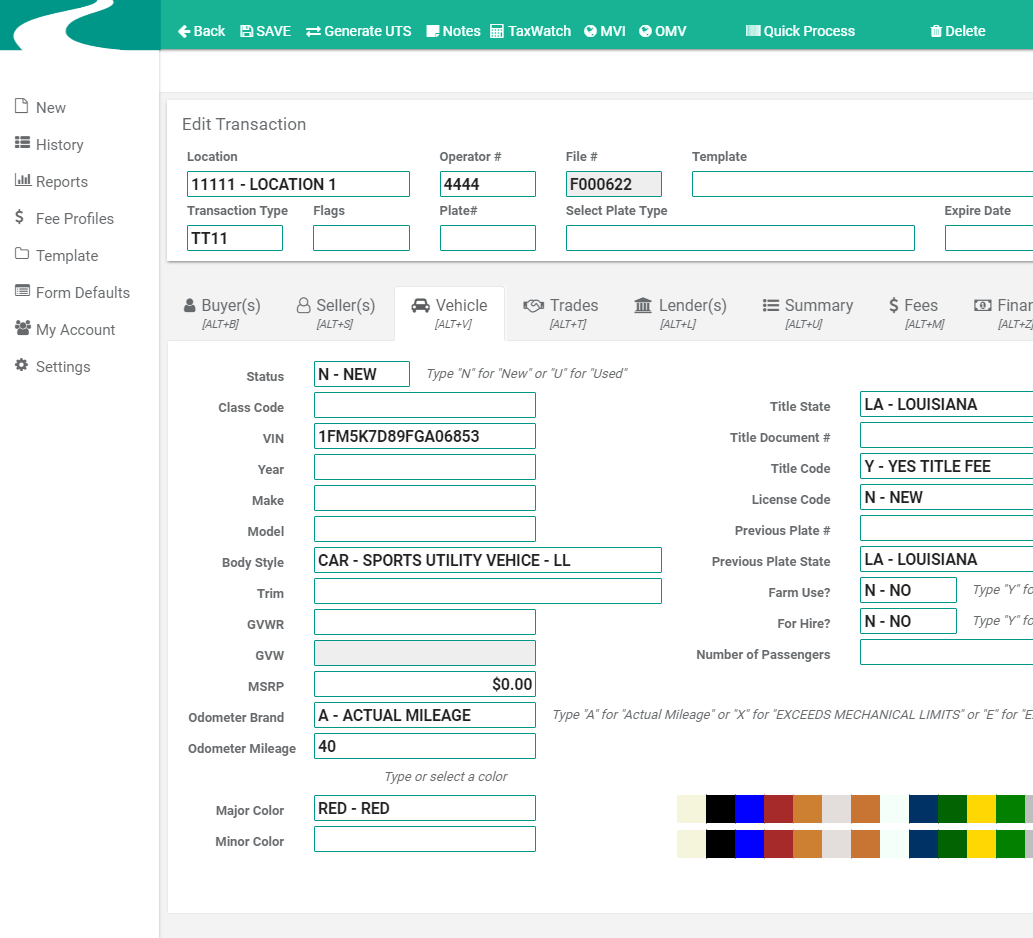 Back SAVE Generate UTS Notes TaxWatch MVI OMV Quick Process Delete
New
History
Reports
Fee Profiles
Template
Form Defaults
My Account
Settings
Edit Transaction
Location Operator # File # Template
11111 - LOCATION 1 4444 F000622
Transaction Type Flags Plate# Select Plate Type Expire Date
TT11
Buyer(s) Seller(s) Vehicle Trades Lender(s) Summary Fees Finan
[ALT+B] [ALT+S] [ALT+V] [ALT+T] [ALT+L] [ALT+U] [ALT+M] [ALT+Z]
Status N - NEW Type "N" for "New" or "U" for "Used"
Class Code
VIN 1FM5K7D89FGA06853
Year
Make
Model
Body Style CAR - SPORTS UTILITY VEHICE - LL
Trim
GVWR
GVW
MSRP $0.00
Odometer Brand A - ACTUAL MILEAGE Type "A" for "Actual Mileage" or "X" for "EXCEEDS MECHANICAL LIMITS" or "E" for "E
Odometer Mileage 40
Type or select a color
Major Color RED - RED
Minor Color
Title State LA - LOUISIANA
Title Document #
Title Code Y - YES TITLE FEE
License Code N - NEW
Previous Plate #
Previous Plate State LA - LOUISIANA
Farm Use? N - NO Type "Y" fo
For Hire? N - NO Type "Y" fo
Number of Passengers